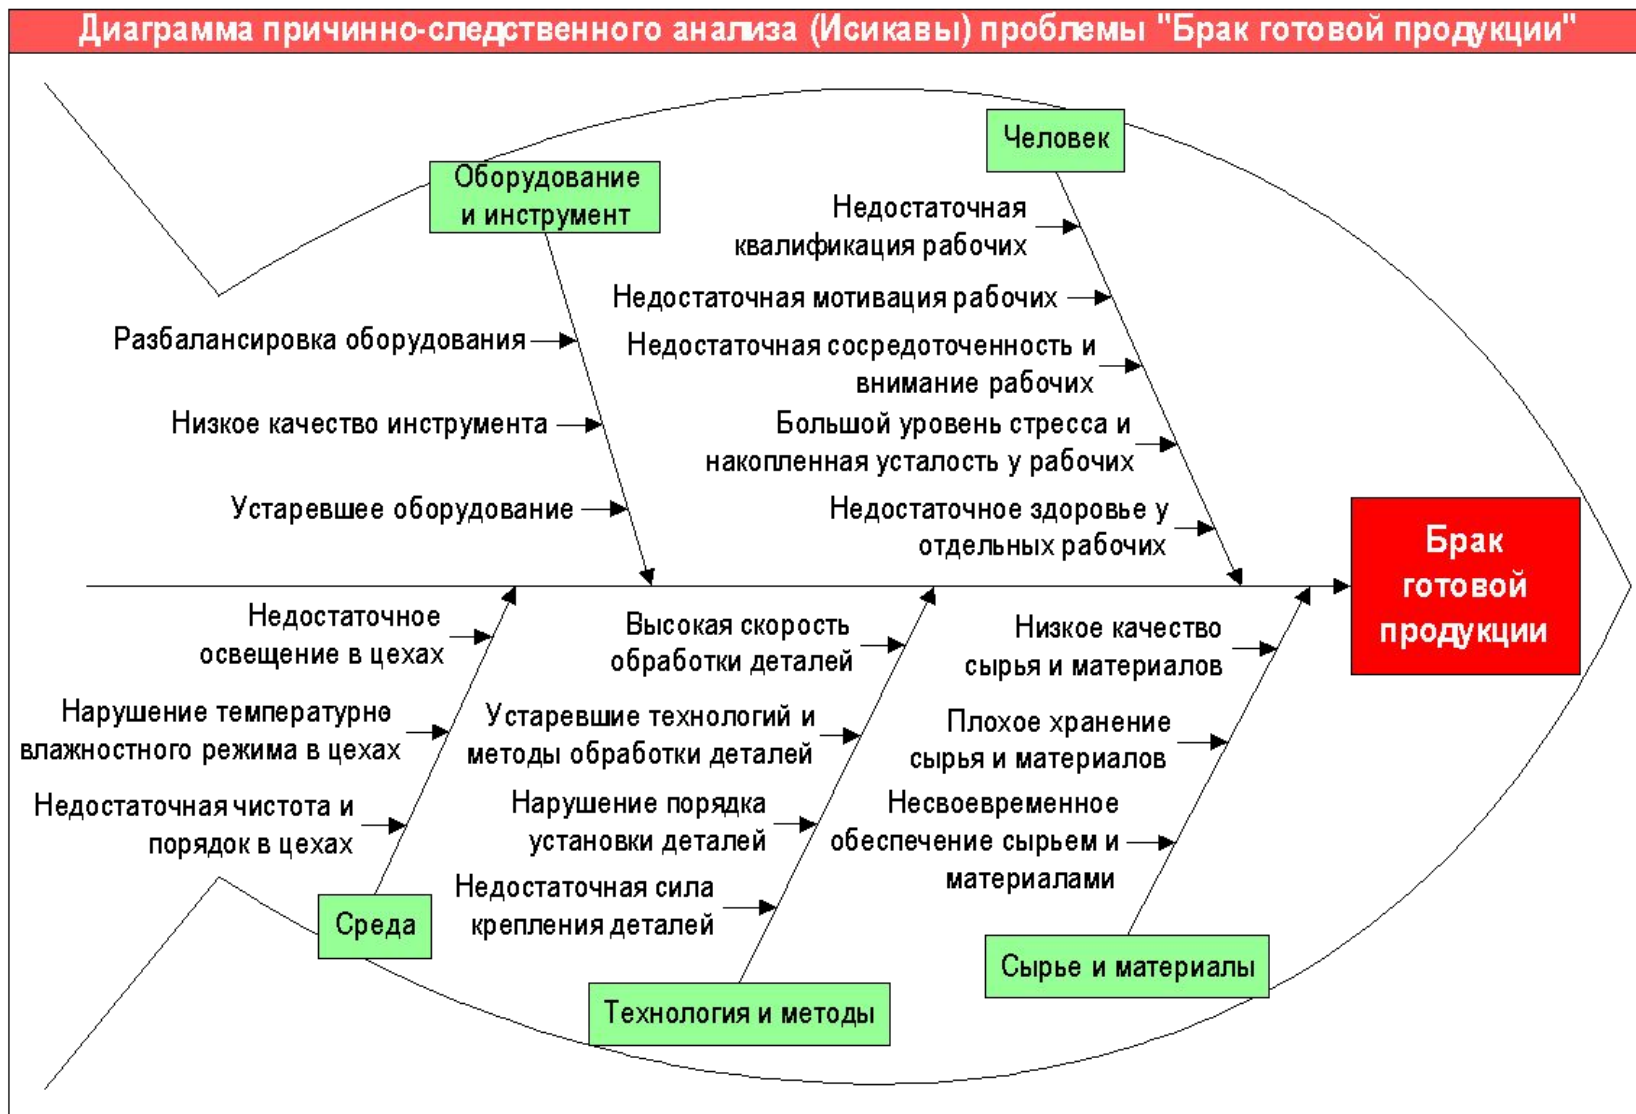 Диаграмма причинно-следственного анализа (Исикавы) проблемы "Брак готовой продукции"
Человек
Оборудование
и инструмент
Недостаточная
квалификация рабочих
Недостаточная мотивация рабочих
Разбалансировка оборудования
Недостаточная сосредоточенность и
внимание рабочих
Низкое качество инструмента
Большой уровень стресса и
накопленная усталость у рабочих
Устаревшее оборудование
Недостаточное здоровье у
отдельных рабочих
Брак
готовой
продукции
Недостаточное
освещение в цехах
Нарушение температурно
влажностного режима в цехах
Недостаточная чистота и
порядок в цехах
Среда
Высокая скорость
обработки деталей
Устаревшие технологий и
методы обработки деталей
Нарушение порядка
установки деталей
Недостаточная сила
крепления деталей
Технология и методы
Низкое качество
сырья и материалов
Плохое хранение
сырья и материалов
Несвоевременное
обеспечение сырьем и
материалами
Сырье и материалы